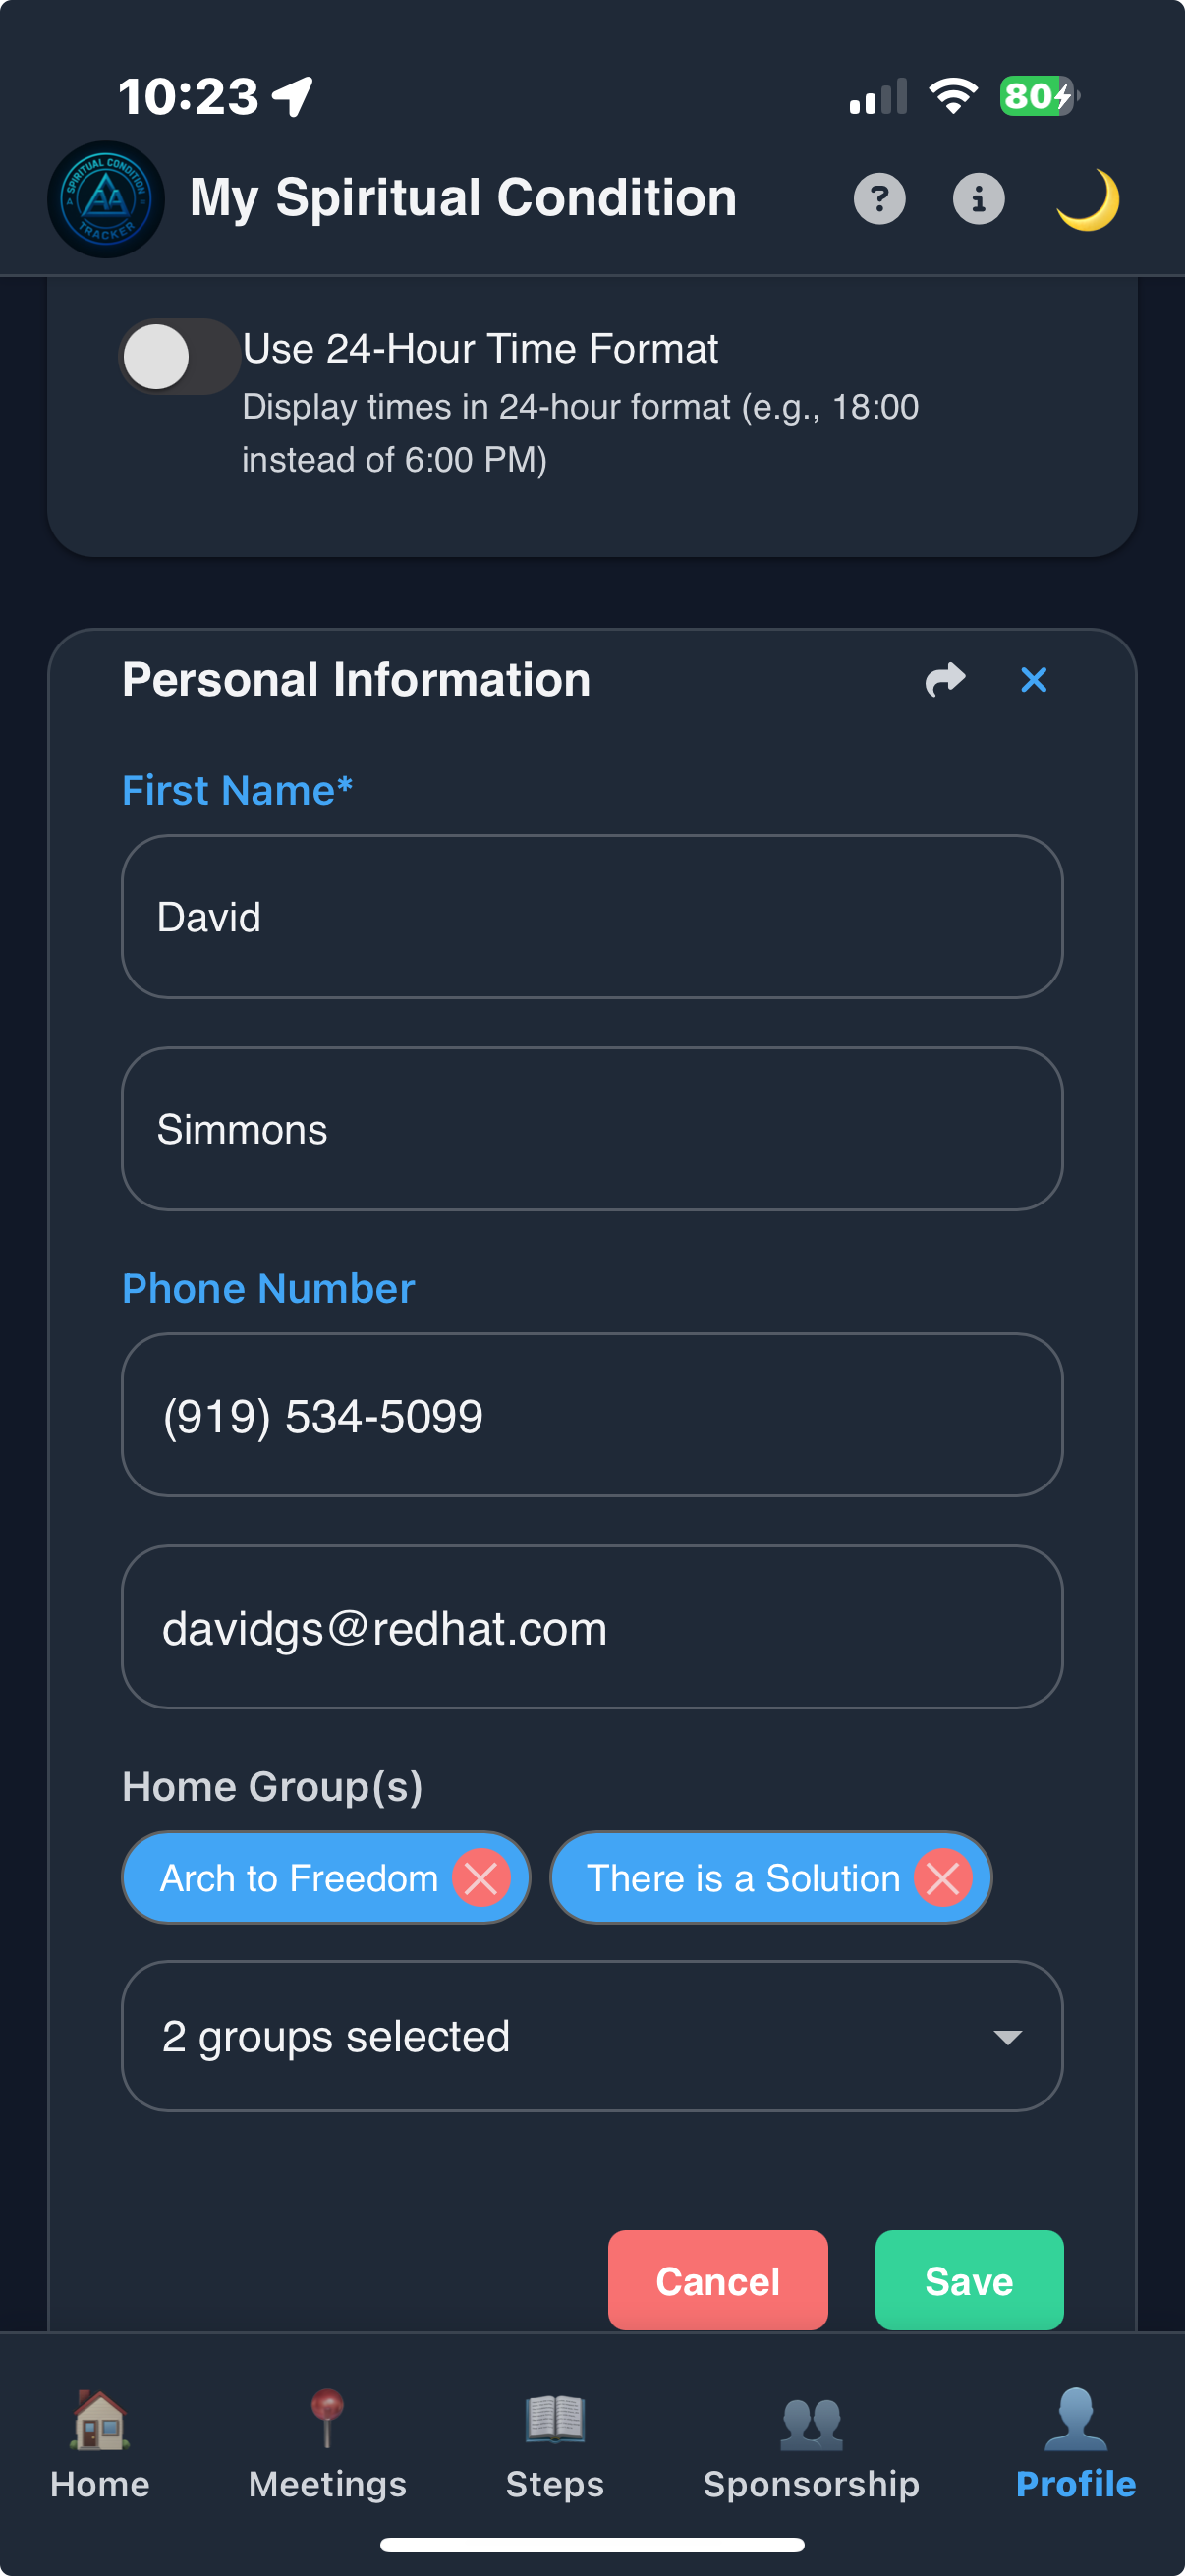 10:23
80
SPIRITUAL CONDITION
AA
TRACKER
My Spiritual Condition
?
i
Use 24-Hour Time Format
Display times in 24-hour format (e.g., 18:00
instead of 6:00 PM)
Personal Information
First Name*
David
Simmons
Phone Number
(919) 534-5099
davidgs@redhat.com
Home Group(s)
Arch to Freedom
There is a Solution
2 groups selected
Cancel
Save
Home
Meetings
Steps
Sponsorship
Profile